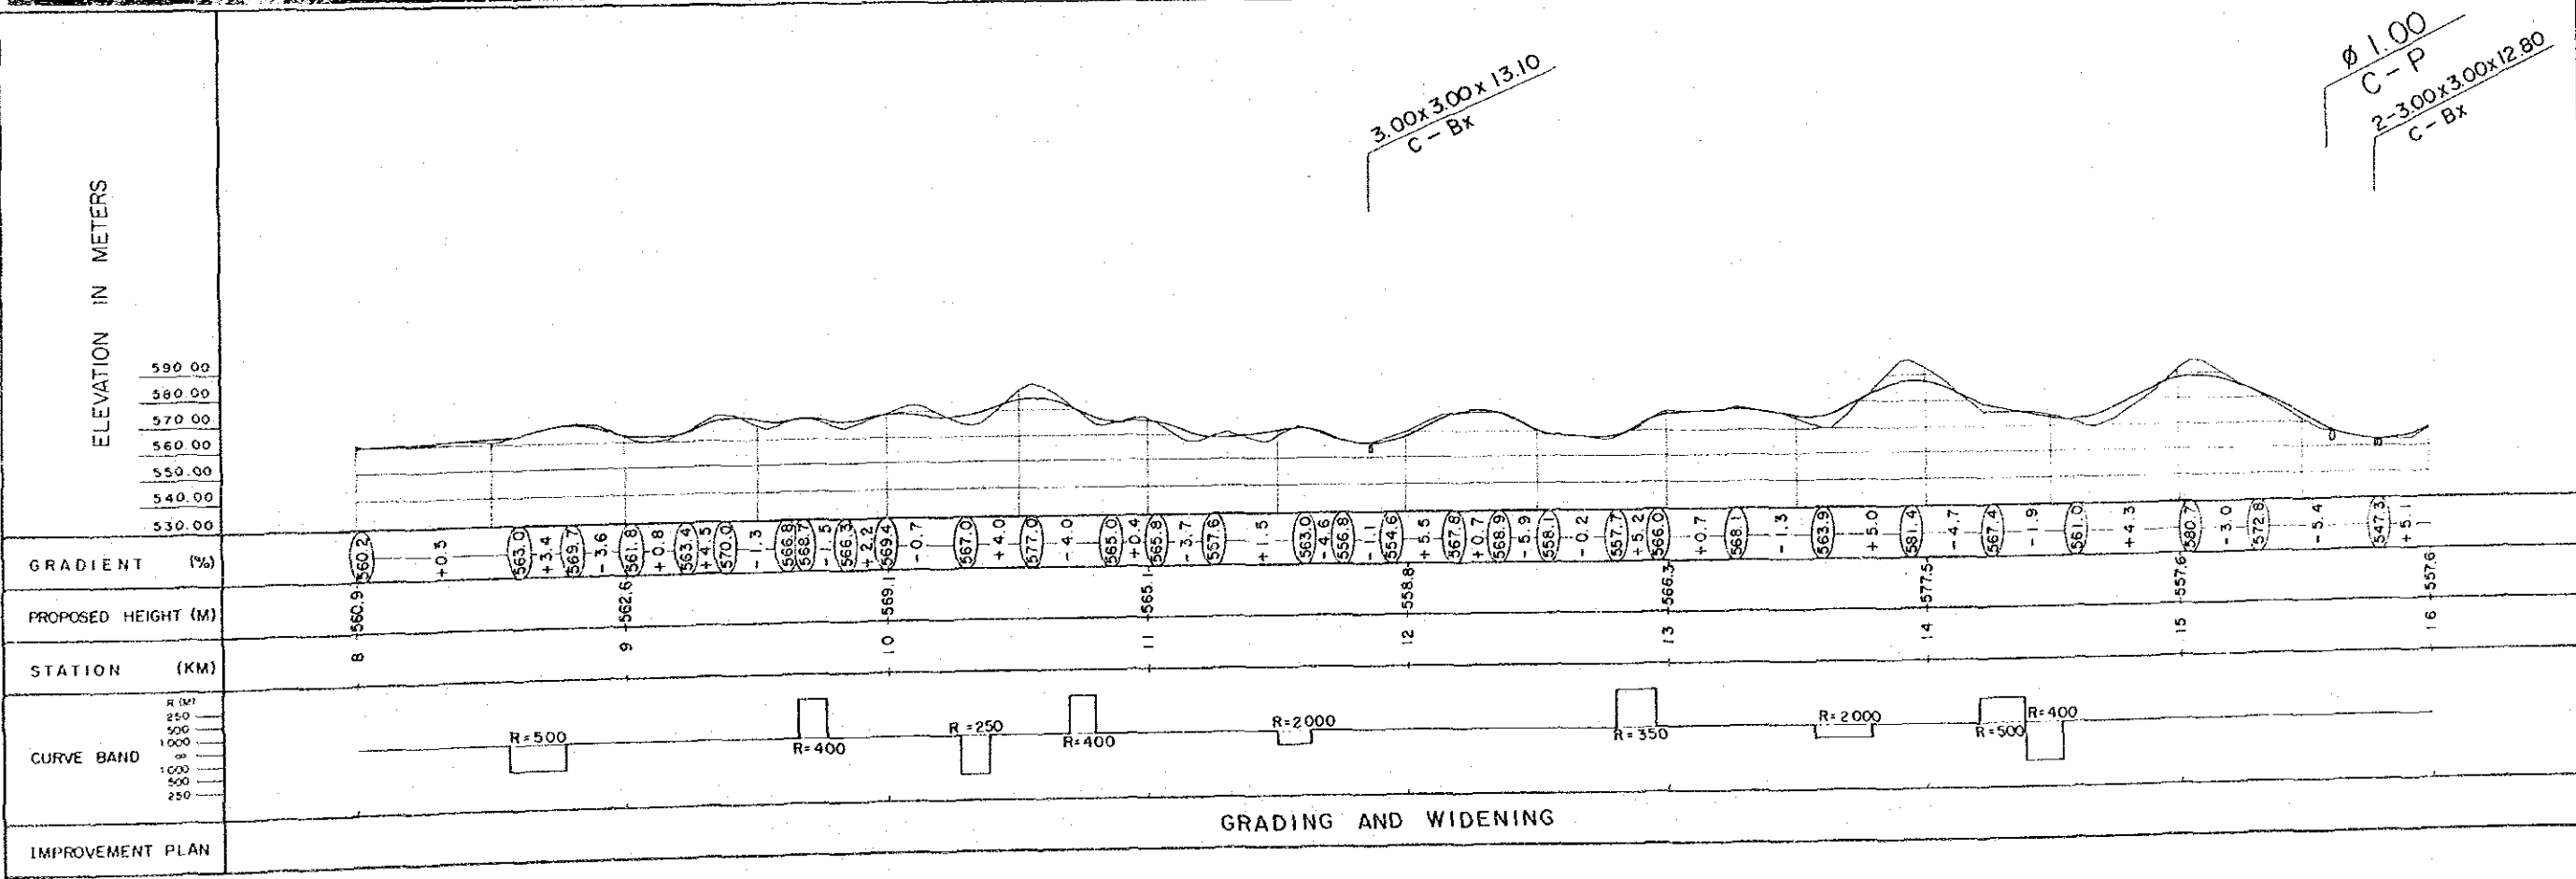 3.00x3.00x13.10
C-Bx
ø 1.00
C-P
2-3.00x3.00x12.80
C-Bx
ELEVATION IN METERS
590.00
580.00
570.00
560.00
550.00
540.00
530.00
GRADIENT (%)
560.2 +0.3 563.0 +3.4 569.7 -3.6 561.8 +0.8 563.4 +4.5 570.0 -1.3 566.8 568.7 -1.5 566.3 +2.2 569.4 -0.7 567.0 +4.0 577.0 -4.0 565.0 +0.4 565.8 -3.7 557.6 +1.5 563.0 -4.6 556.8 -1.1 554.6 +5.5 567.8 +0.7 568.9 -5.9 558.1 -0.2 557.7 +5.2 566.0 +0.7 568.1 -1.3 563.9 +5.0 581.4 -4.7 567.4 -1.9 561.0 +4.3 580.7 -3.0 572.8 -5.4 547.3 +5.1
PROPOSED HEIGHT (M)
560.9 562.6 569.1 565.1 558.8 566.3 577.5 557.6 557.6
STATION (KM)
8 9 10 11 12 13 14 15 16
CURVE BAND
R (M)
250
500
1000
∞
1000
500
250
R=500 R=400 R=250 R=400 R=2000 R=350 R=2000 R=500 R=400
IMPROVEMENT PLAN
GRADING AND WIDENING